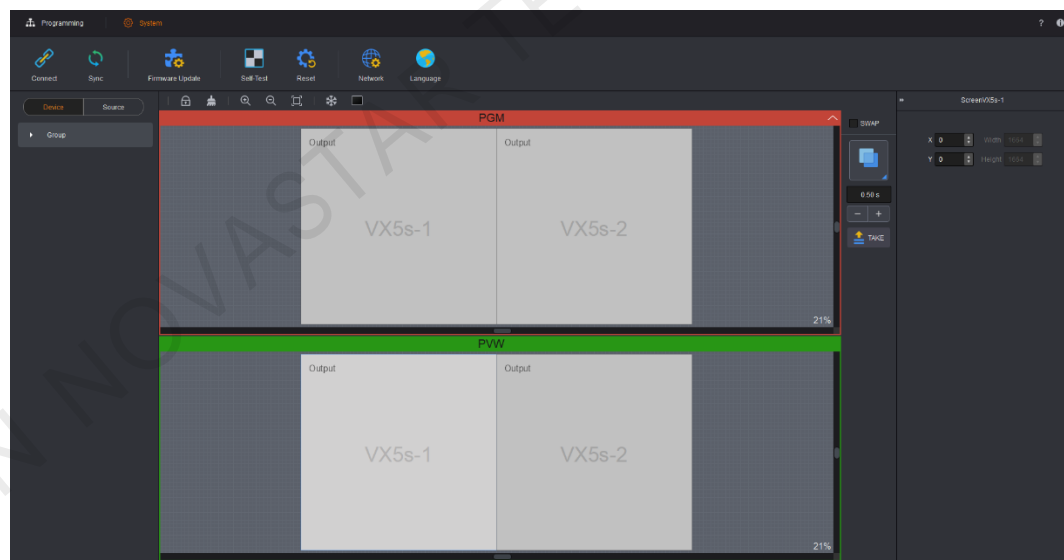 Programming System ?
Connect Sync Firmware Update Self-Test Reset Network Language
Device Source
Group
PGM
Output Output
VX5s-1 VX5s-2
21%
PVW
Output Output
VX5s-1 VX5s-2
21%
SWAP
0.50 s
- +
TAKE
ScreenVX5s-1
X 0 Width 1664
Y 0 Height 1664
NOVASTAR